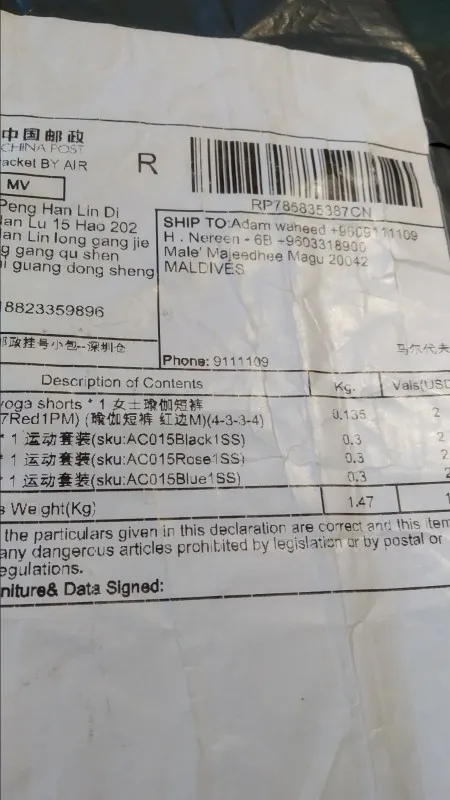 中国邮政
CHINA POST
acket BY AIR
R
MV
RP785835387CN
Peng Han Lin Di
Lu 15 Hao 202
an Lin long gang jie
g gang qu shen
guang dong sheng
18823359896
邮政挂号小包--深圳仓
SHIP TO:Adam waheed
H . Nereen - 6B +9603318900
Male' Majeedhee Magu 20042
MALDIVES
Phone: 9111109
马尔代夫
Description of Contents Kg. Vals(USD
yoga shorts * 1 女士瑜伽短裤
7Red1PM) (瑜伽短裤 红边M)(4-3-3-4) 0.135 2
* 1 运动套装(sku:AC015Black1SS) 0.3 2
* 1 运动套装(sku:AC015Rose1SS) 0.3 2
* 1 运动套装(sku:AC015Blue1SS) 0.3 2
s We ght(Kg) 1.47 1
the particulars given in this declaration are correct and this item
any dangerous articles prohibited by legislation or by postal or
egulations.
niture& Data Signed: